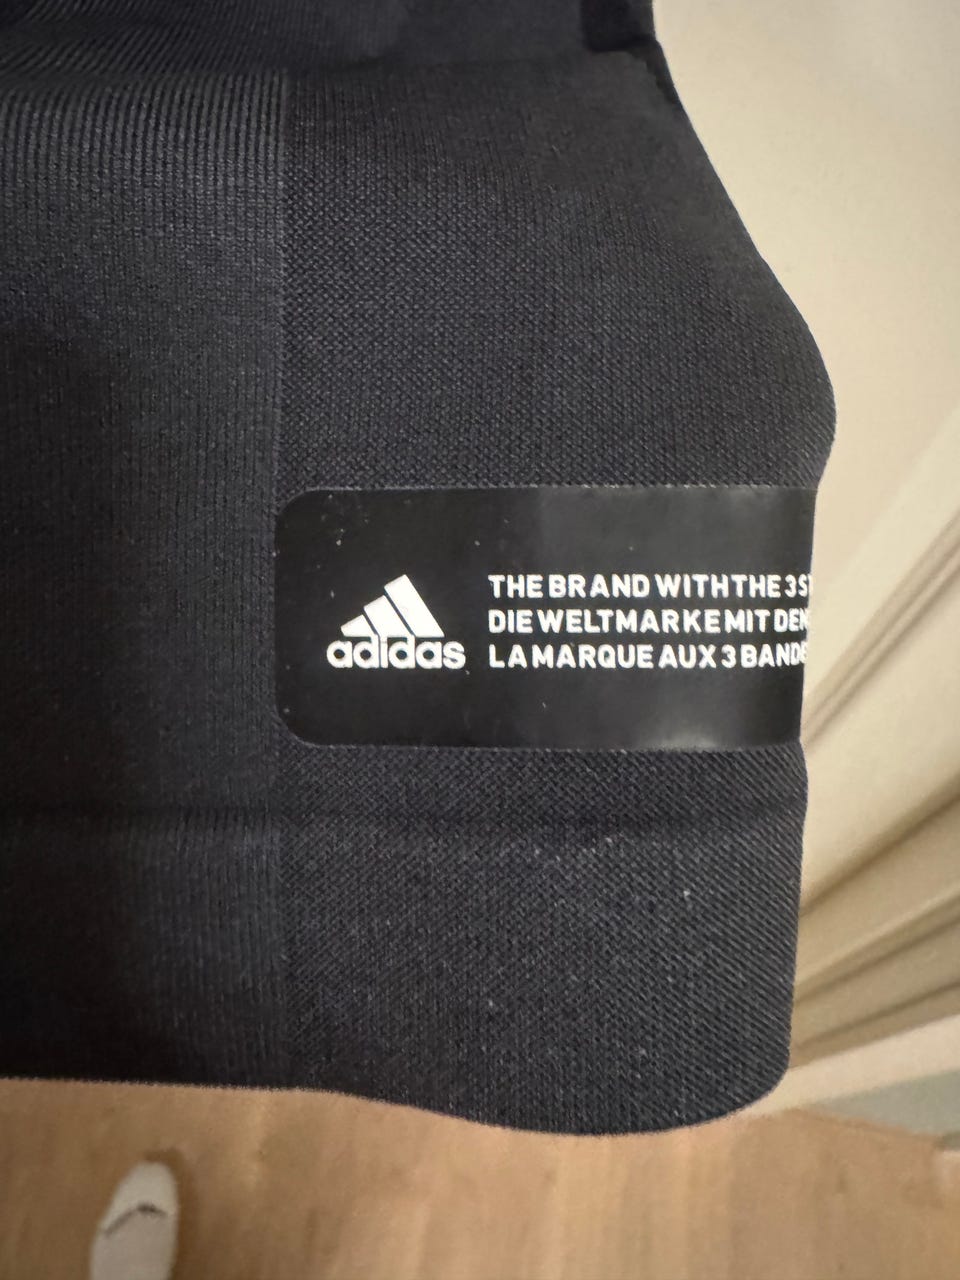 adidas
THE BRAND WITH THE 3
DIE WELTMARKE MIT
LA MARQUE AUX 3